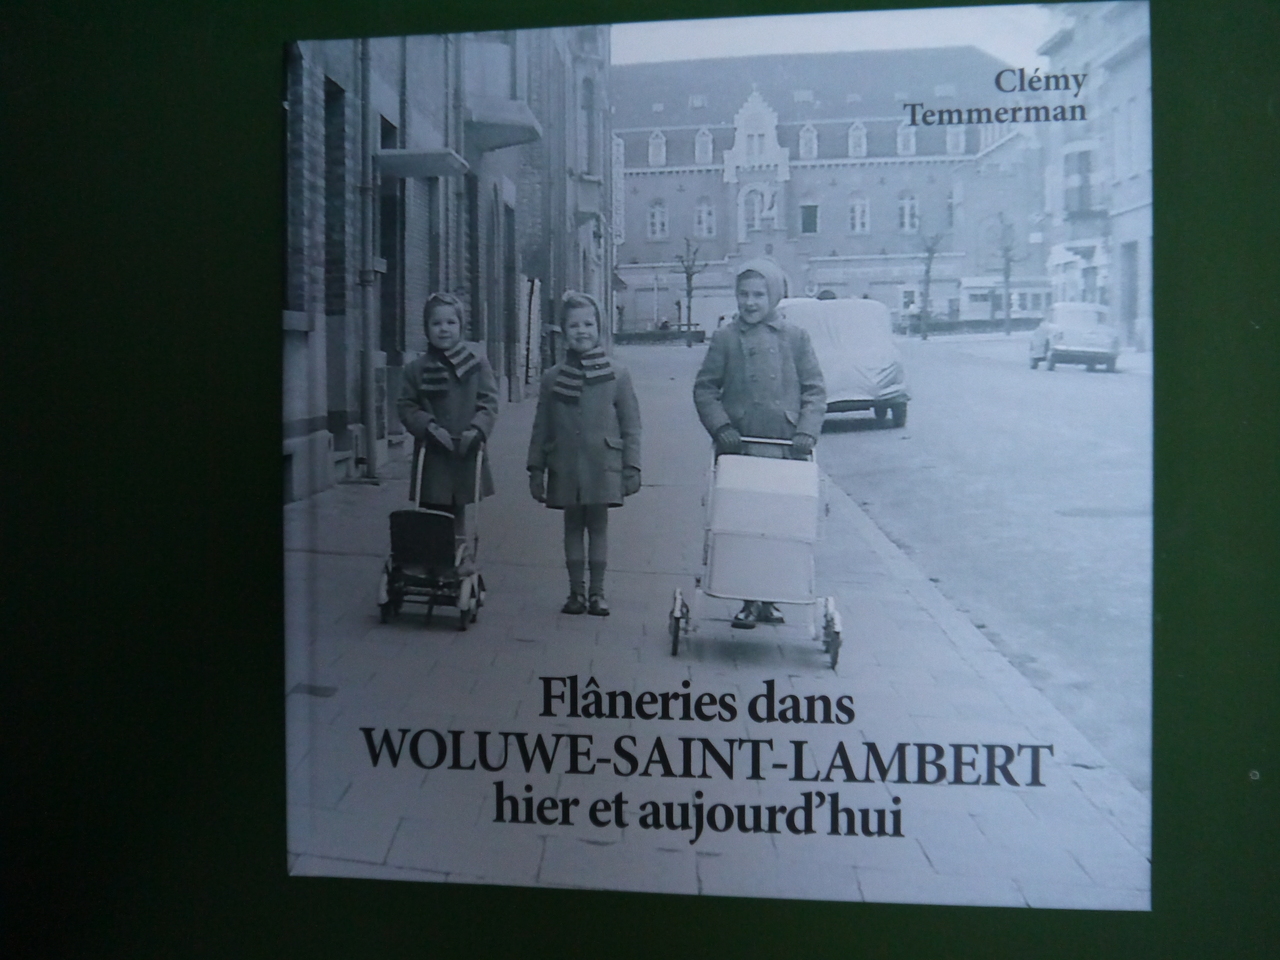 Clémy
Temmerman
Flâneries dans
WOLUWE-SAINT-LAMBERT
hier et aujourd'hui